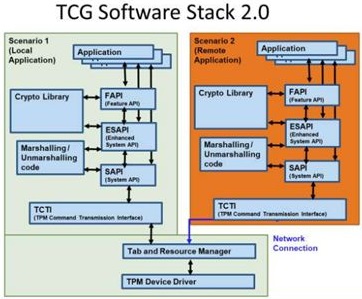 TCG Software Stack 2.0
Scenario 1
(Local
Application)
Application
Crypto Library
FAPI
(Feature API)
ESAPI
(Enhanced
System API)
Marshalling /
Unmarshalling
code
SAPI
(System API)
TCTI
(TPM Command Transmission Interface)
Scenario 2
(Remote
Application)
Application
Crypto Library
FAPI
(Feature API)
ESAPI
(Enhanced
System API)
Marshalling /
Unmarshalling
code
SAPI
(System API)
TCTI
(TPM Command Transmission Interface)
Network
Connection
Tab and Resource Manager
TPM Device Driver